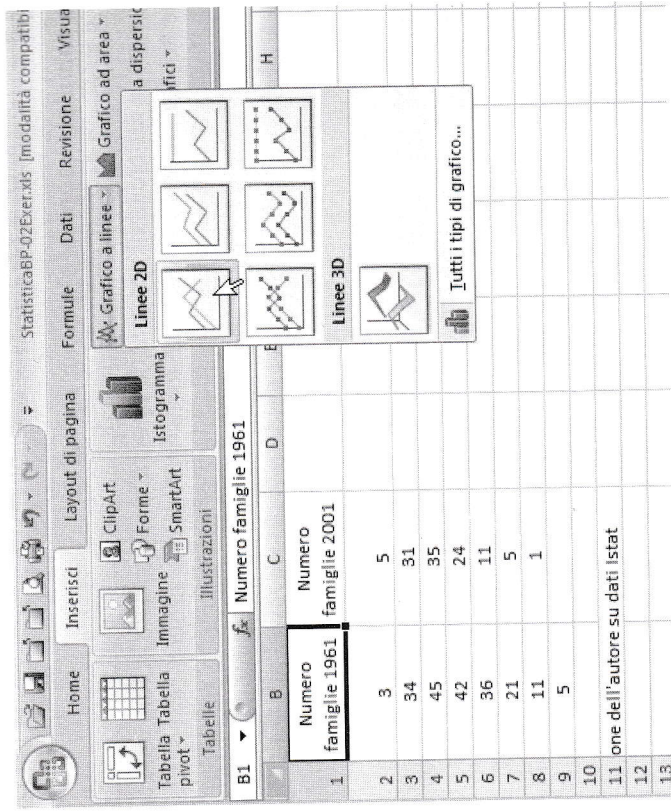 StatisticaBP-02Exer.xls [modalità compatibi
Home Inserisci Layout di pagina Formule Dati Revisione Visua
Tabella pivot Tabella
Tabelle
Immagine
ClipArt
Forme
SmartArt
Illustrazioni
Istogramma
Grafico a linee
Grafico ad area
a dispersio
fici
Linee 2D
Linee 3D
Tutti i tipi di grafico...
B1 fx Numero famiglie 1961
B C D E H
1 Numero famiglie 1961 Numero famiglie 2001
2 3 5
3 34 31
4 45 35
5 42 24
6 36 11
7 21 5
8 11 1
9 5
10
11 one dell'autore su dati Istat
12
13